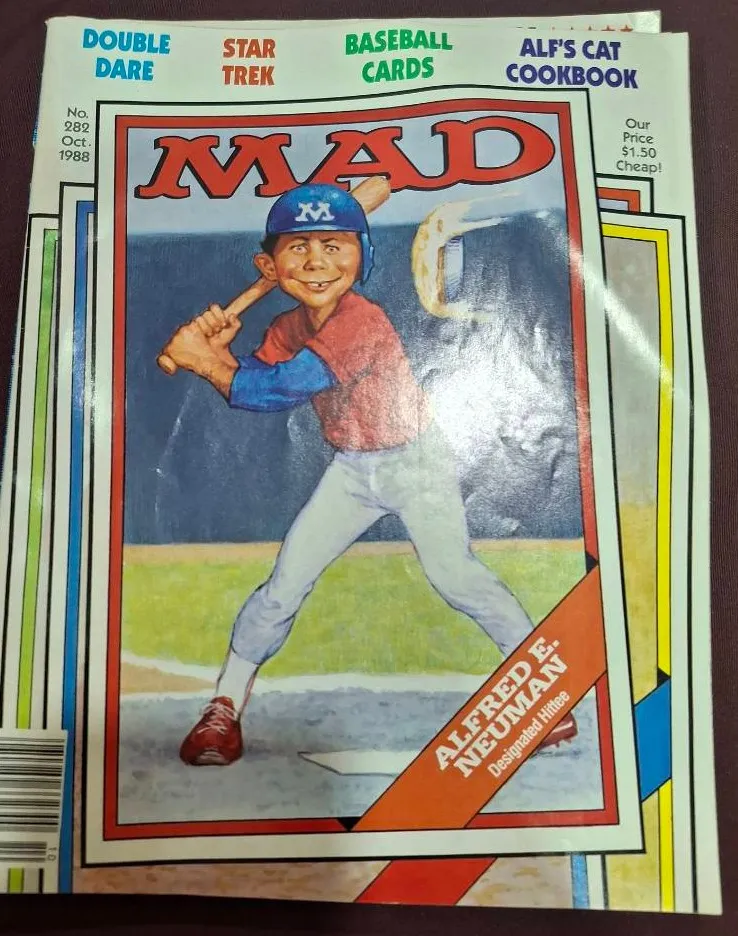 DOUBLE
DARE
STAR
TREK
BASEBALL
CARDS
ALF'S CAT
COOKBOOK
No.
282
Oct.
1988
Our
Price
$1.50
Cheap!
MAD
M
ALFRED E.
NEUMAN
Designated Hittee
10